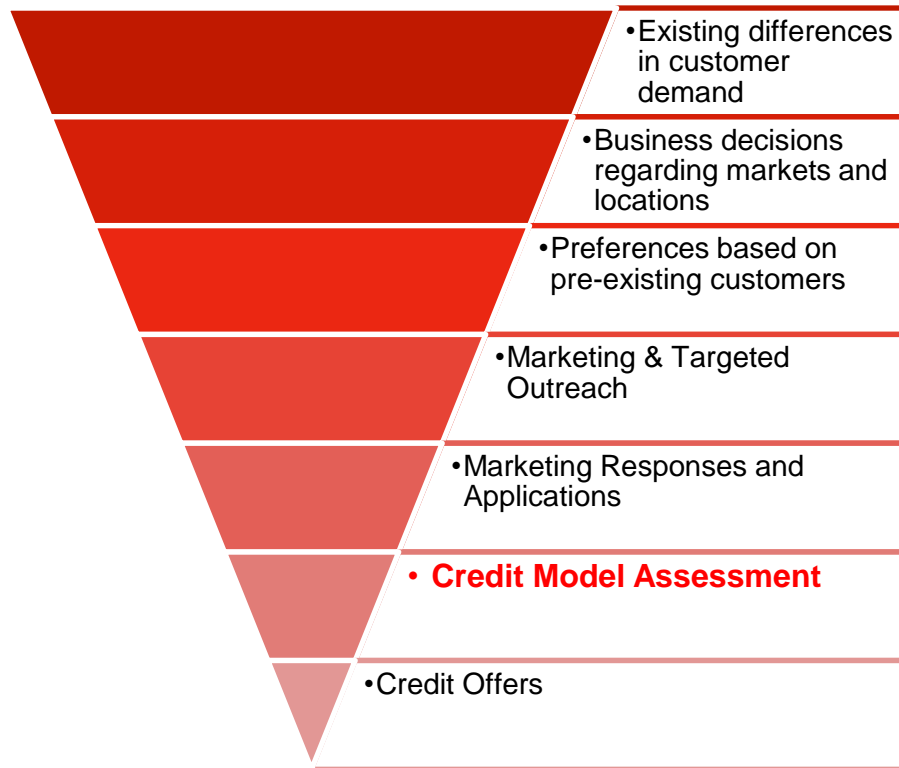 •Existing differences
in customer
demand
•Business decisions
regarding markets and
locations
•Preferences based on
pre-existing customers
•Marketing & Targeted
Outreach
•Marketing Responses and
Applications
• Credit Model Assessment
•Credit Offers